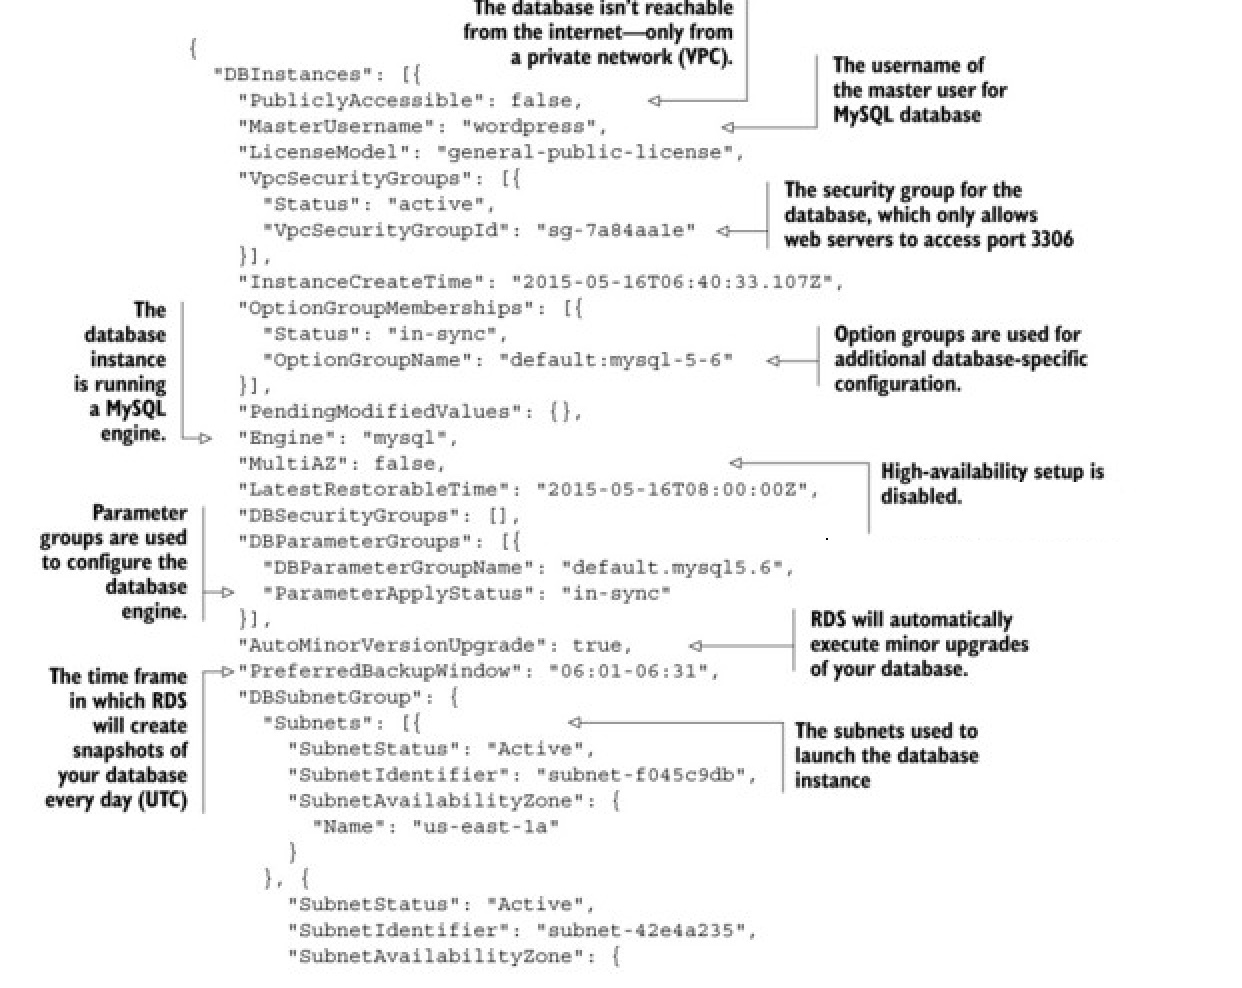 The database isn't reachable
from the internet—only from
a private network (VPC).
{
"DBInstances": [{
"PubliclyAccessible": false,
"MasterUsername": "wordpress",
The username of
the master user for
MySQL database
"LicenseModel": "general-public-license",
"VpcSecurityGroups": [{
"Status": "active",
"VpcSecurityGroupId": "sg-7a84aa1e"
The security group for the
database, which only allows
web servers to access port 3306
}],
"InstanceCreateTime": "2015-05-16T06:40:33.107Z",
"OptionGroupMemberships": [{
"Status": "in-sync",
"OptionGroupName": "default:mysql-5-6"
Option groups are used for
additional database-specific
configuration.
}],
"PendingModifiedValues": {},
The
database
instance
is running
a MySQL
engine.
"Engine": "mysql",
"MultiAZ": false,
High-availability setup is
disabled.
"LatestRestorableTime": "2015-05-16T08:00:00Z",
"DBSecurityGroups": [],
"DBParameterGroups": [{
"DBParameterGroupName": "default.mysql5.6",
Parameter
groups are used
to configure the
database
engine.
"ParameterApplyStatus": "in-sync"
}],
"AutoMinorVersionUpgrade": true,
RDS will automatically
execute minor upgrades
of your database.
The time frame
in which RDS
will create
snapshots of
your database
every day (UTC)
"PreferredBackupWindow": "06:01-06:31",
"DBSubnetGroup": {
"Subnets": [{
The subnets used to
launch the database
instance
"SubnetStatus": "Active",
"SubnetIdentifier": "subnet-f045c9db",
"SubnetAvailabilityZone": {
"Name": "us-east-1a"
}
}, {
"SubnetStatus": "Active",
"SubnetIdentifier": "subnet-42e4a235",
"SubnetAvailabilityZone": {